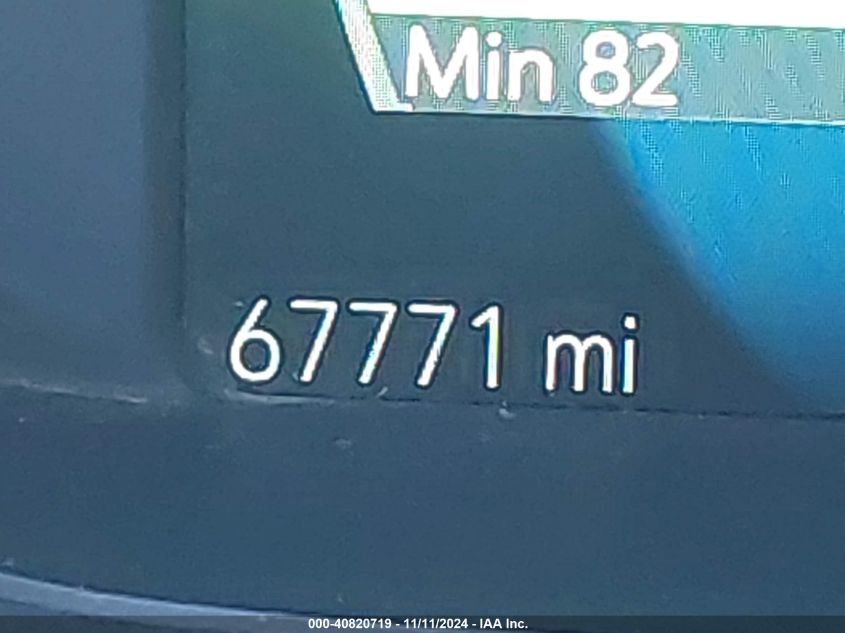 Min 82
67771 mi
000-40820719 - 11/11/2024 - IAA Inc.